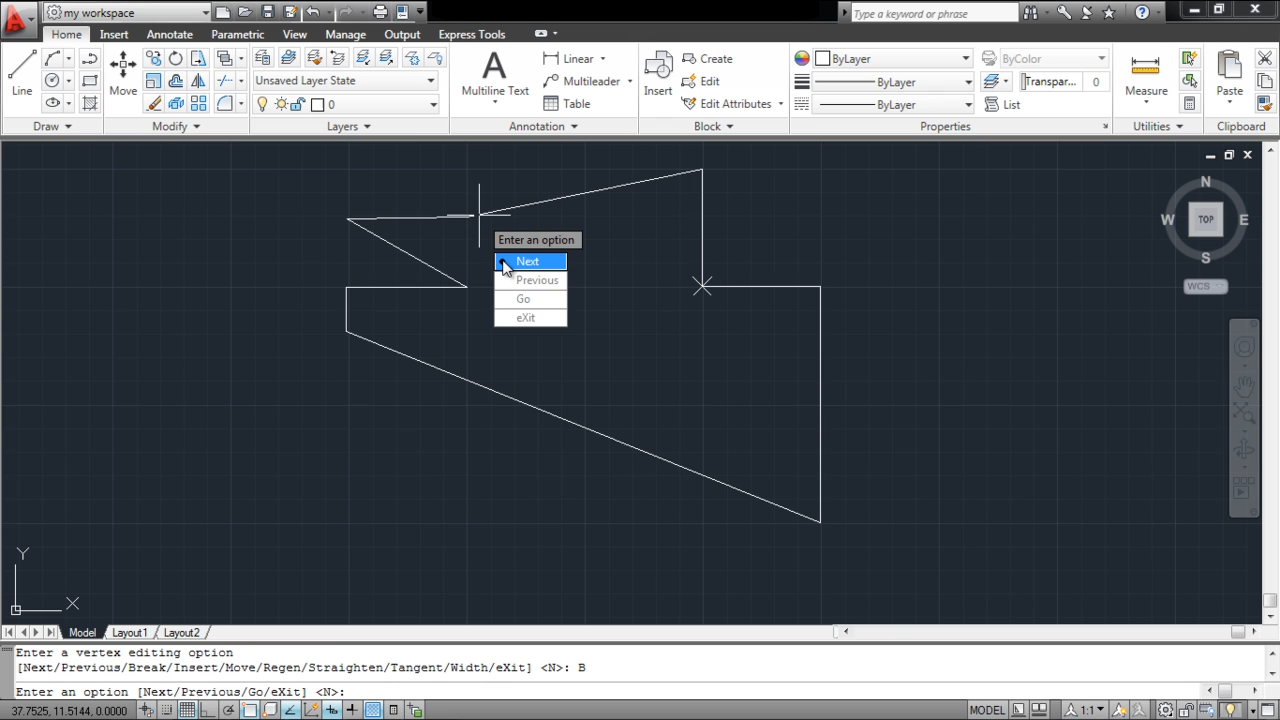 my workspace
Type a keyword or phrase
Home Insert Annotate Parametric View Manage Output Express Tools
Line Move Unsaved Layer State 0 Multiline Text Linear Multileader Table Insert Create Edit Edit Attributes ByLayer ByLayer ByLayer ByColor Transpar... 0 List Measure Paste
Draw Modify Layers Annotation Block Properties Utilities Clipboard
N
W TOP E
S
WCS
Enter an option
Next
Previous
Go
eXit
Y
X
Model Layout1 Layout2
Enter a vertex editing option
[Next/Previous/Break/Insert/Move/Regen/Straighten/Tangent/Width/eXit] <N>: B
Enter an option [Next/Previous/Go/eXit] <N>:
37.7525, 11.5144, 0.0000 MODEL 1:1